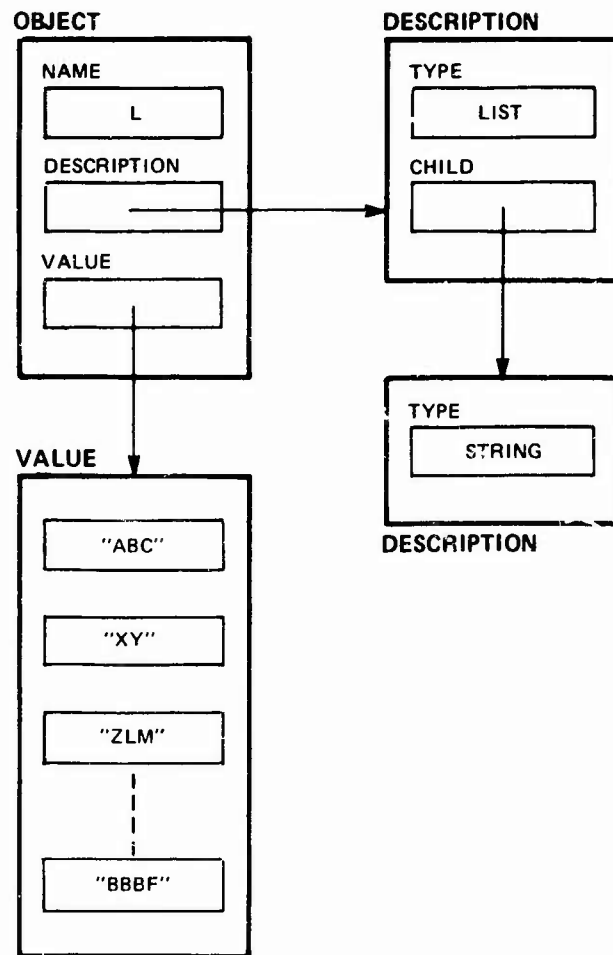 OBJECT
NAME
L
DESCRIPTION
VALUE
DESCRIPTION
TYPE
LIST
CHILD
TYPE
STRING
DESCRIPTION
VALUE
"ABC"
"XY"
"ZLM"
"BBBF"